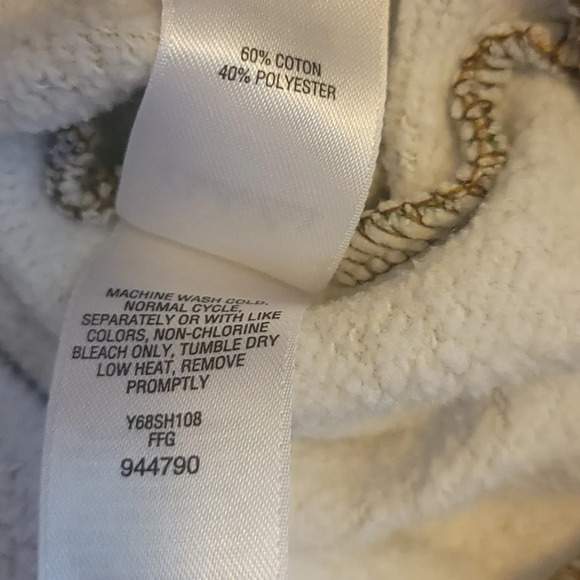 60% COTON
40% POLYESTER
MACHINE WASH COLD.
NORMAL CYCLE,
SEPARATELY OR WITH LIKE
COLORS, NON-CHLORINE
BLEACH ONLY, TUMBLE DRY
LOW HEAT, REMOVE
PROMPTLY
Y68SH108
FFG
944790